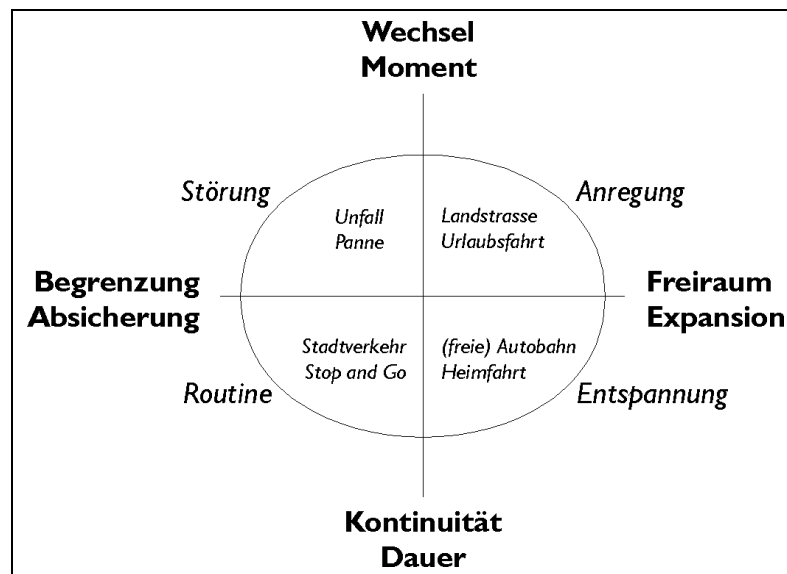 Wechsel
Moment
Störung
Anregung
Unfall
Panne
Landstrasse
Urlaubsfahrt
Begrenzung
Absicherung
Freiraum
Expansion
Stadtverkehr
Stop and Go
(freie) Autobahn
Heimfahrt
Routine
Entspannung
Kontinuität
Dauer